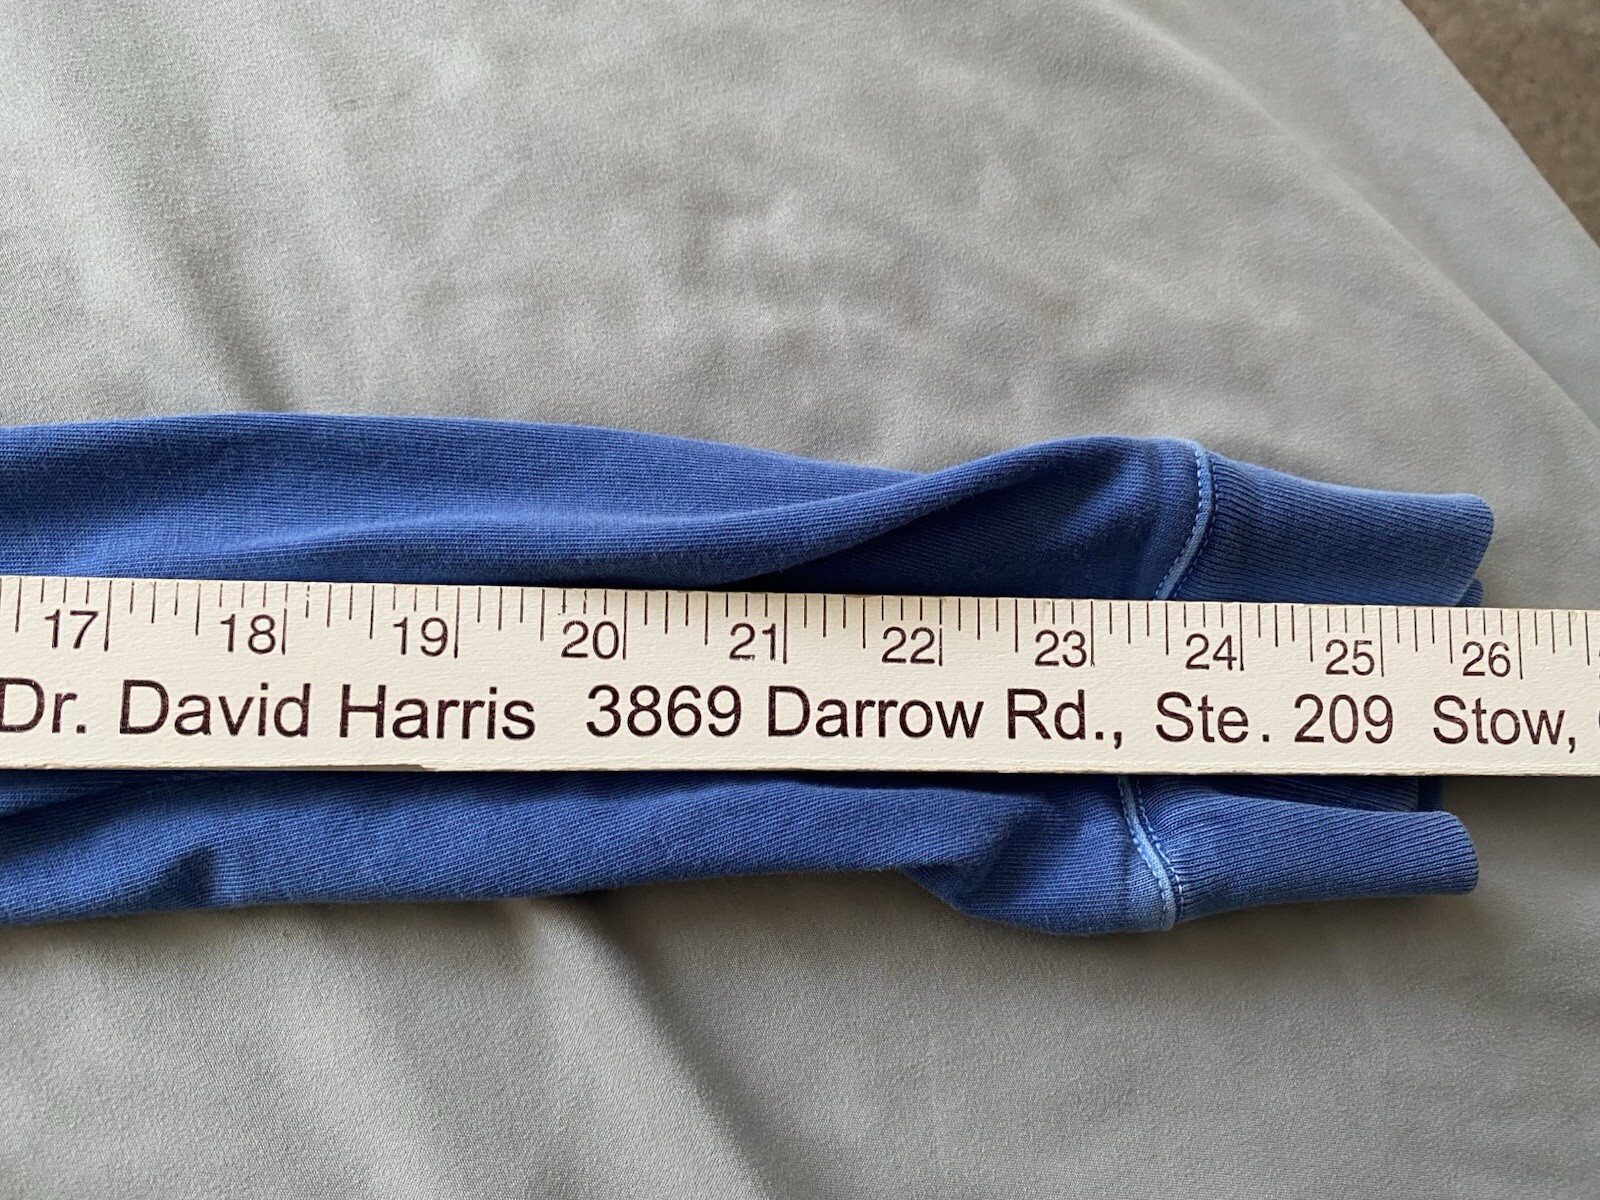 17 18 19 20 21 22 23 24 25 26
Dr. David Harris 3869 Darrow Rd., Ste. 209 Stow,